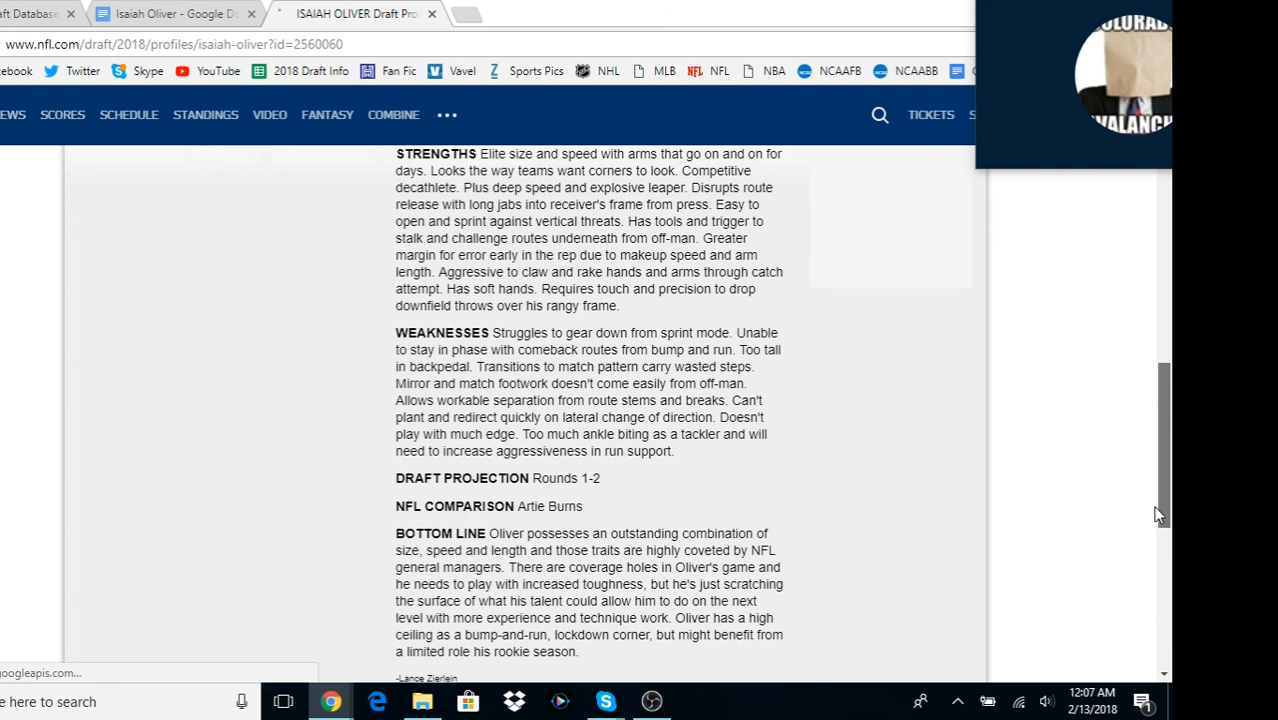 ft Database
Isaiah Oliver - Google Do
ISAIAH OLIVER Draft Pro
www.nfl.com/draft/2018/profiles/isaiah-oliver?id=2560060
cebook Twitter Skype YouTube 2018 Draft Info Fan Fic Vavel Sports Pics NHL MLB NFL NFL NBA NCAAFB NCAABB
EWS SCORES SCHEDULE STANDINGS VIDEO FANTASY COMBINE ••• TICKETS S
COLORADO
AVALANCH
STRENGTHS Elite size and speed with arms that go on and on for
days. Looks the way teams want corners to look. Competitive
decathlete. Plus deep speed and explosive leaper. Disrupts route
release with long jabs into receiver's frame from press. Easy to
open and sprint against vertical threats. Has tools and trigger to
stalk and challenge routes underneath from off-man. Greater
margin for error early in the rep due to makeup speed and arm
length. Aggressive to claw and rake hands and arms through catch
attempt. Has soft hands. Requires touch and precision to drop
downfield throws over his rangy frame.
WEAKNESSES Struggles to gear down from sprint mode. Unable
to stay in phase with comeback routes from bump and run. Too tall
in backpedal. Transitions to match pattern carry wasted steps.
Mirror and match footwork doesn't come easily from off-man.
Allows workable separation from route stems and breaks. Can't
plant and redirect quickly on lateral change of direction. Doesn't
play with much edge. Too much ankle biting as a tackler and will
need to increase aggressiveness in run support.
DRAFT PROJECTION Rounds 1-2
NFL COMPARISON Artie Burns
BOTTOM LINE Oliver possesses an outstanding combination of
size, speed and length and those traits are highly coveted by NFL
general managers. There are coverage holes in Oliver's game and
he needs to play with increased toughness, but he's just scratching
the surface of what his talent could allow him to do on the next
level with more experience and technique work. Oliver has a high
ceiling as a bump-and-run, lockdown corner, but might benefit from
a limited role his rookie season.
-Lance Zierlein
googleapis.com...
e here to search
12:07 AM
2/13/2018
1